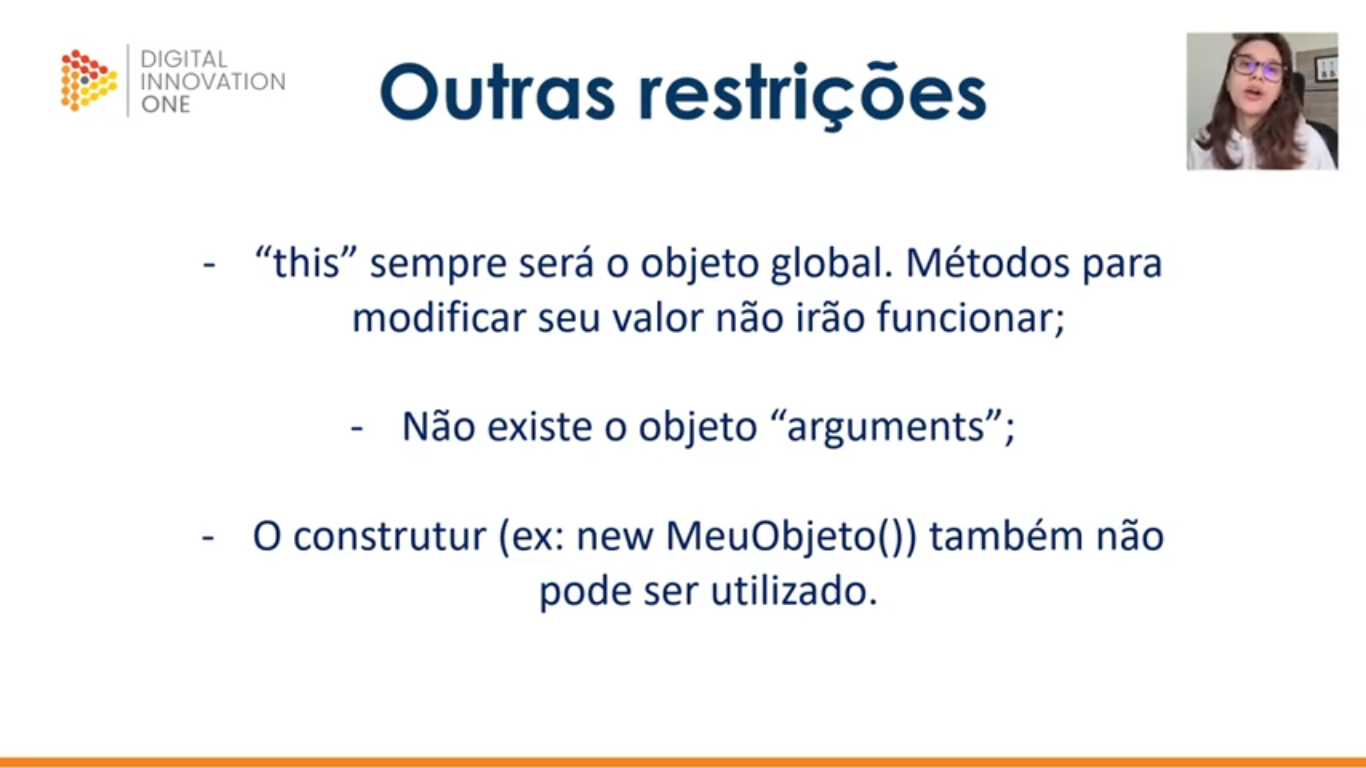 DIGITAL
INNOVATION
ONE
Outras restrições
- “this” sempre será o objeto global. Métodos para
modificar seu valor não irão funcionar;
- Não existe o objeto “arguments”;
- O construtur (ex: new MeuObjeto()) também não
pode ser utilizado.